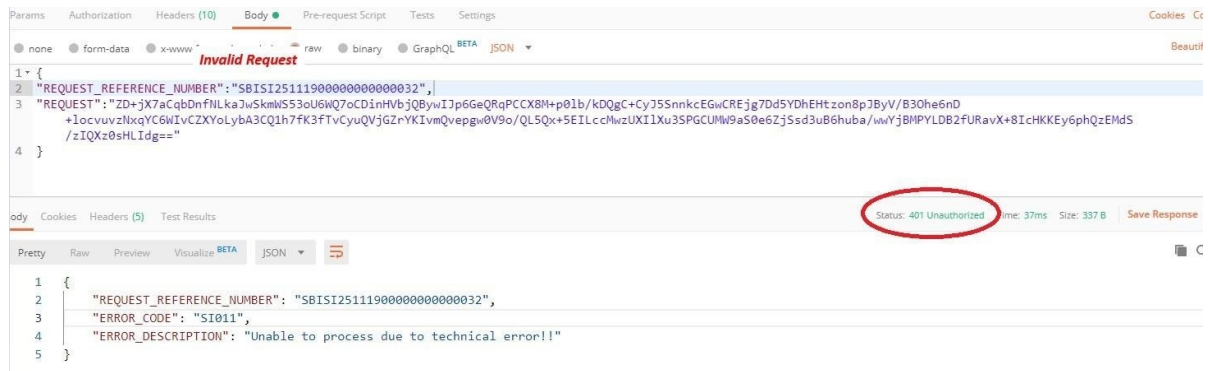 Params Authorization Headers (10) Body Pre-request Script Tests Settings Cookies
none form-data raw binary GraphQL BETA JSON
Invalid Request
1 {
2 "REQUEST_REFERENCE_NUMBER":"SBISI25111900000000000032",
3 "REQUEST":"ZD+jX7aCqbDnfNLkaJwSkmWS53oU6WQ7oCDinHVbjQBywIJp6GeQRqPCCX8M+p0lb/kDQgC+CyJ5SnnkcEGwCREjg7Dd5YDhEHtzon8pJByV/B3Ohe6nD
+locvuvzNxqYC6WIvCZXYoLybA3CQ1h7fK3fTvCyuQVjGZrYKIvmQvepgw0V9o/QL5Qx+5EILccMwzUXIlXu3SPGCUMW9aS0e6ZjSsd3uB6huba/wwYjBMPYLDB2fURavX+8IcHKKEy6phQzEMdS
/zIQXz0sHLIdg=="
4 }
Cookies Headers (5) Test Results Status: 401 Unauthorized 37ms Size: 337 B Save Response
Pretty Raw Preview Visualize BETA JSON
1 {
2 "REQUEST_REFERENCE_NUMBER": "SBISI25111900000000000032",
3 "ERROR_CODE": "SI011",
4 "ERROR_DESCRIPTION": "Unable to process due to technical error!!"
5 }